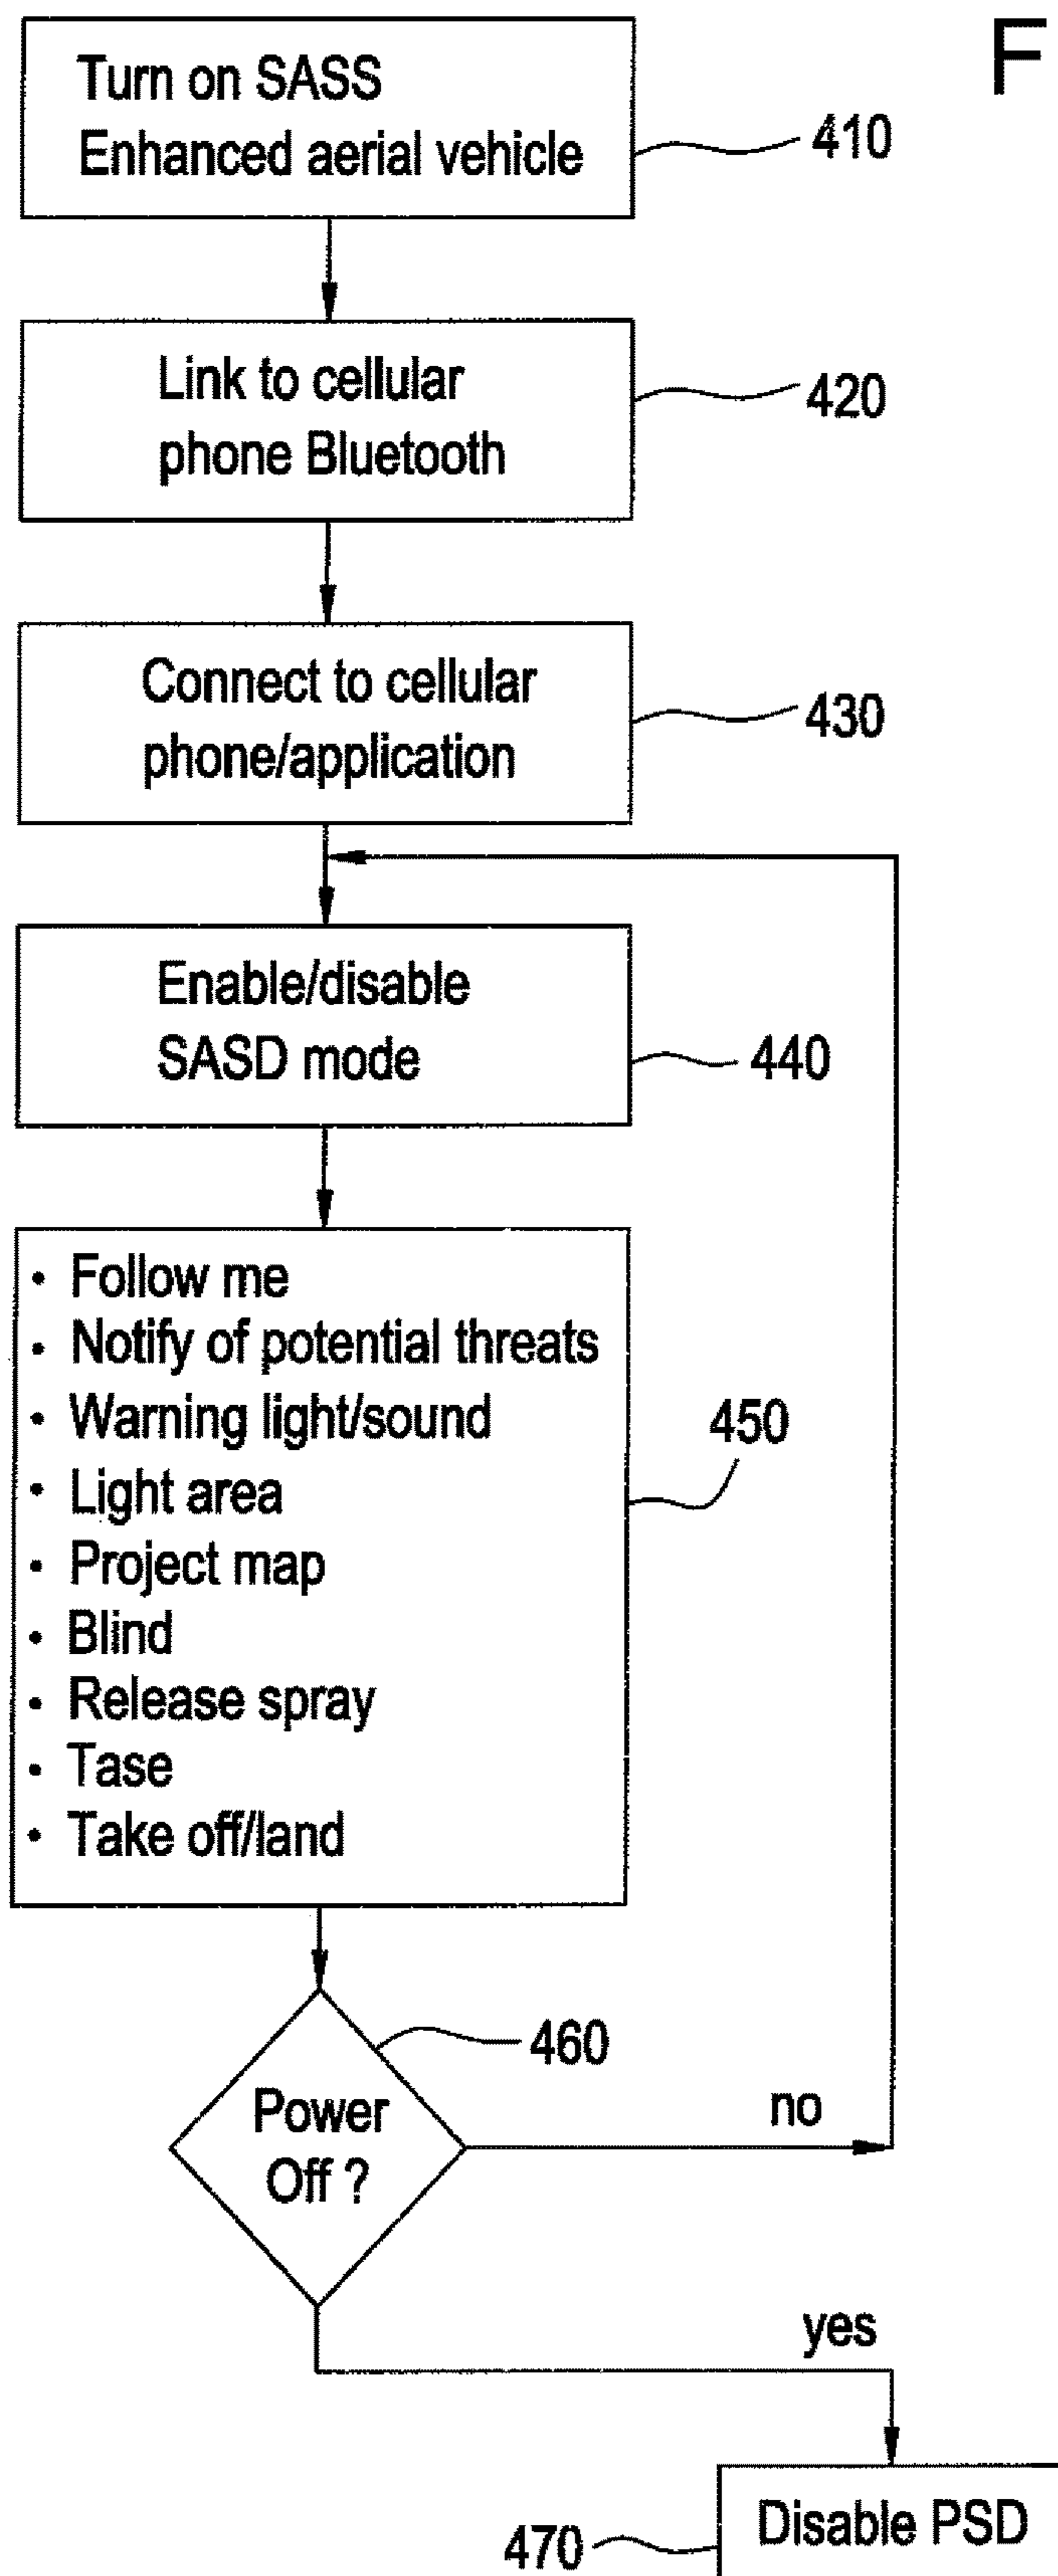 F
Turn on SASS
Enhanced aerial vehicle
410
Link to cellular
phone Bluetooth
420
Connect to cellular
phone/application
430
Enable/disable
SASD mode
440
• Follow me
• Notify of potential threats
• Warning light/sound
• Light area
• Project map
• Blind
• Release spray
• Tase
• Take off/land
450
460
Power
Off ?
no
yes
Disable PSD
470